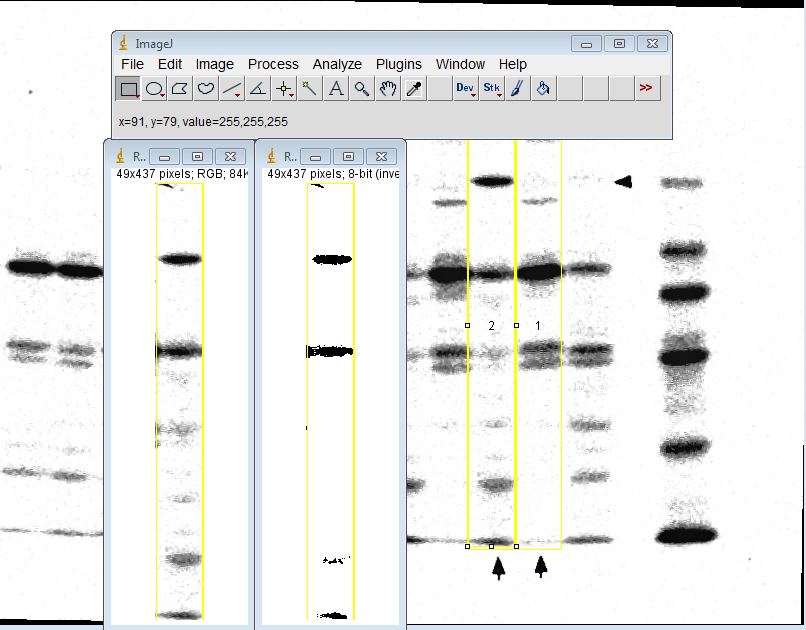 ImageJ
File Edit Image Process Analyze Plugins Window Help
A Dev Stk >>
x=91, y=79, value=255,255,255
R..
49x437 pixels; RGB; 84K
R..
49x437 pixels; 8-bit (inve
2 1